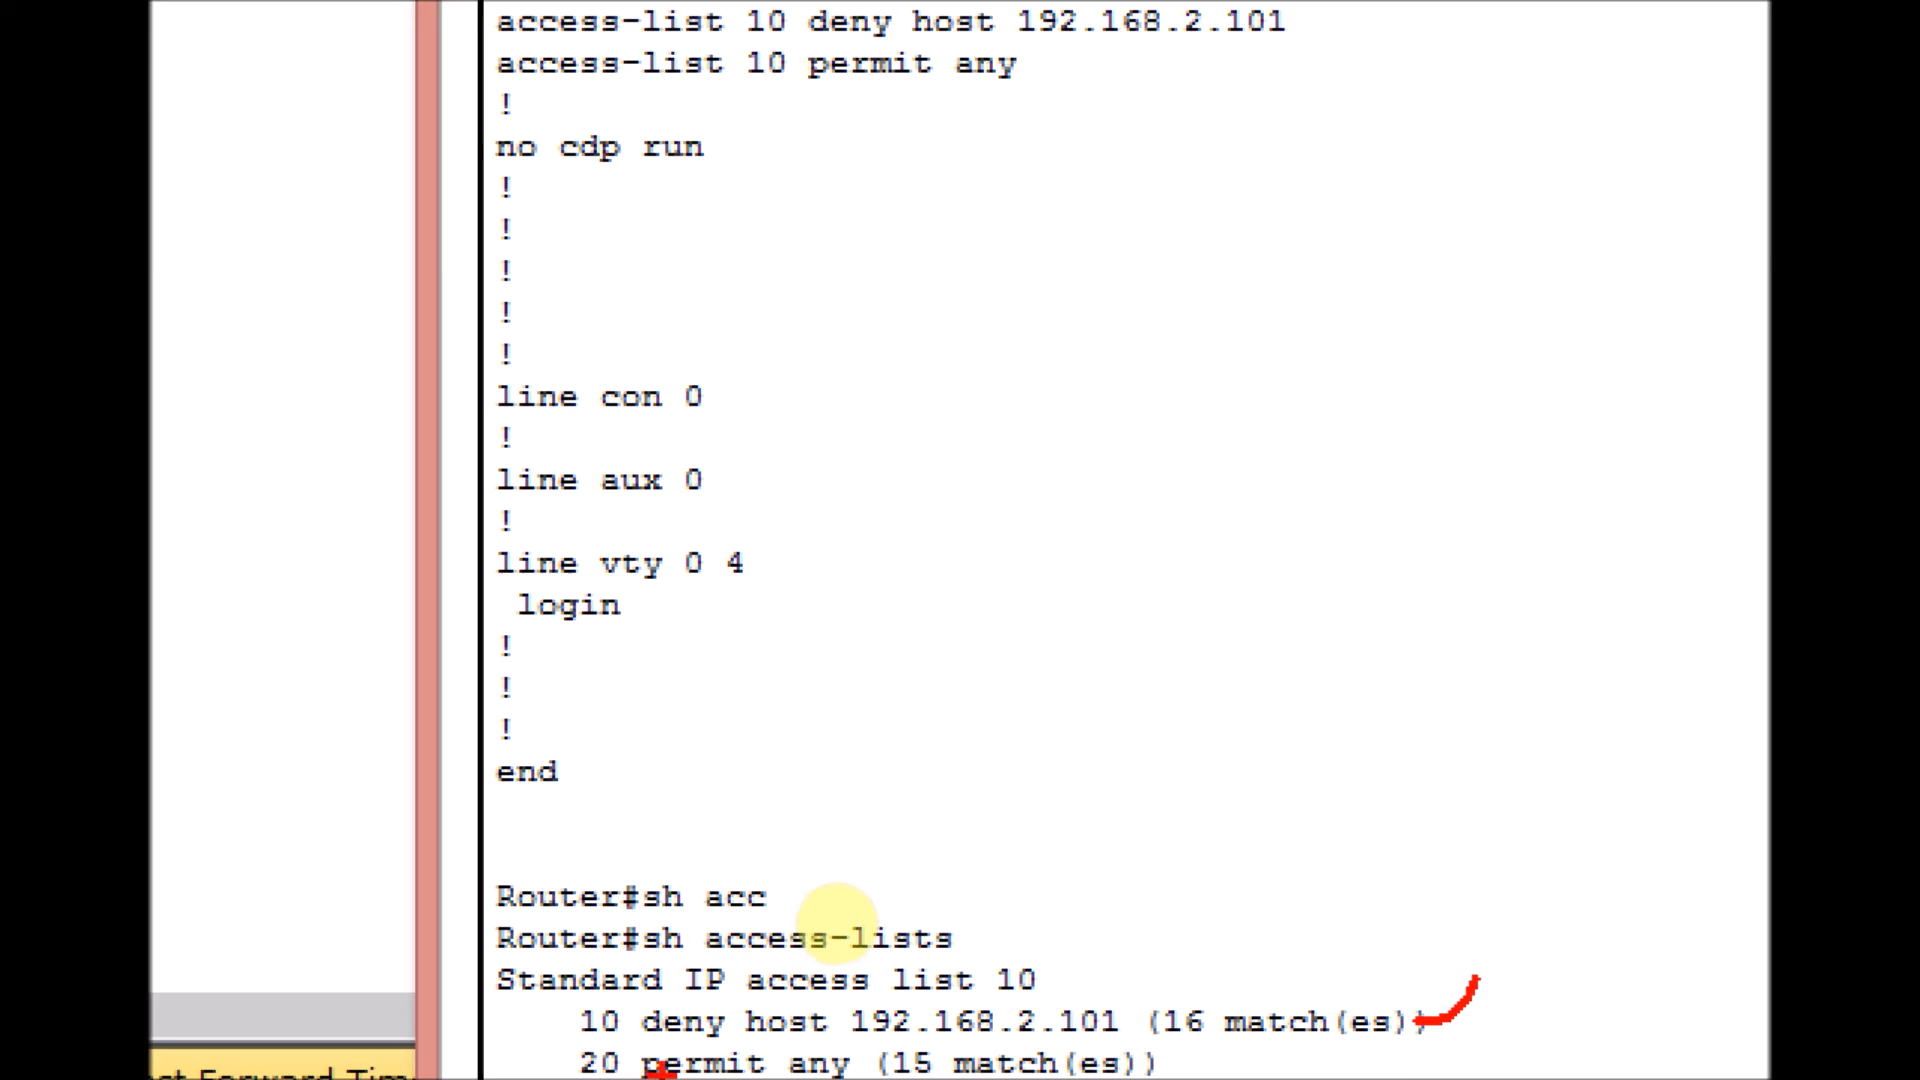 access-list 10 deny host 192.168.2.101
access-list 10 permit any
!
no cdp run
!
!
!
!
!
line con 0
!
line aux 0
!
line vty 0 4
login
!
!
!
end
Router#sh acc
Router#sh access-lists
Standard IP access list 10
10 deny host 192.168.2.101 (16 match(es))
20 permit any (15 match(es))
Forward